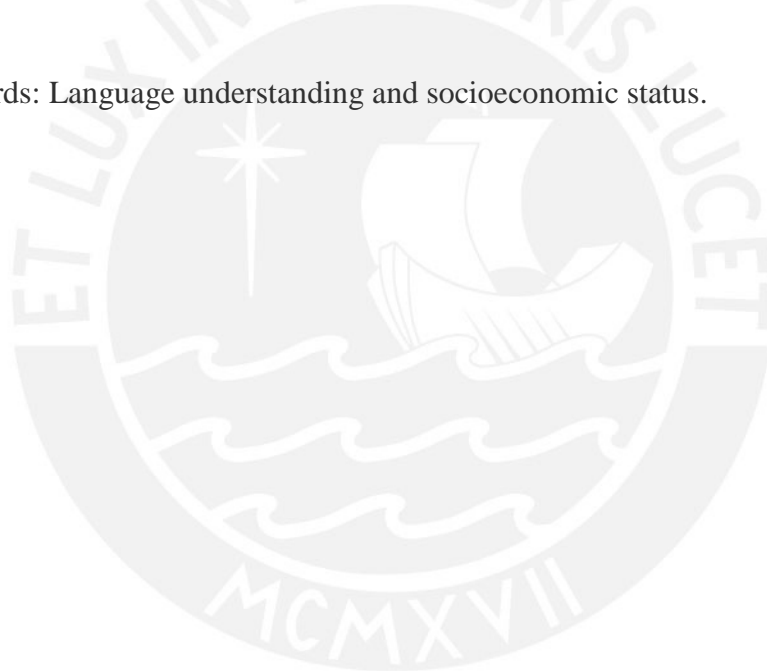 rds: Language understanding and socioeconomic status.
ET LUX IN TENEBRIS LUCET
MCMXVII